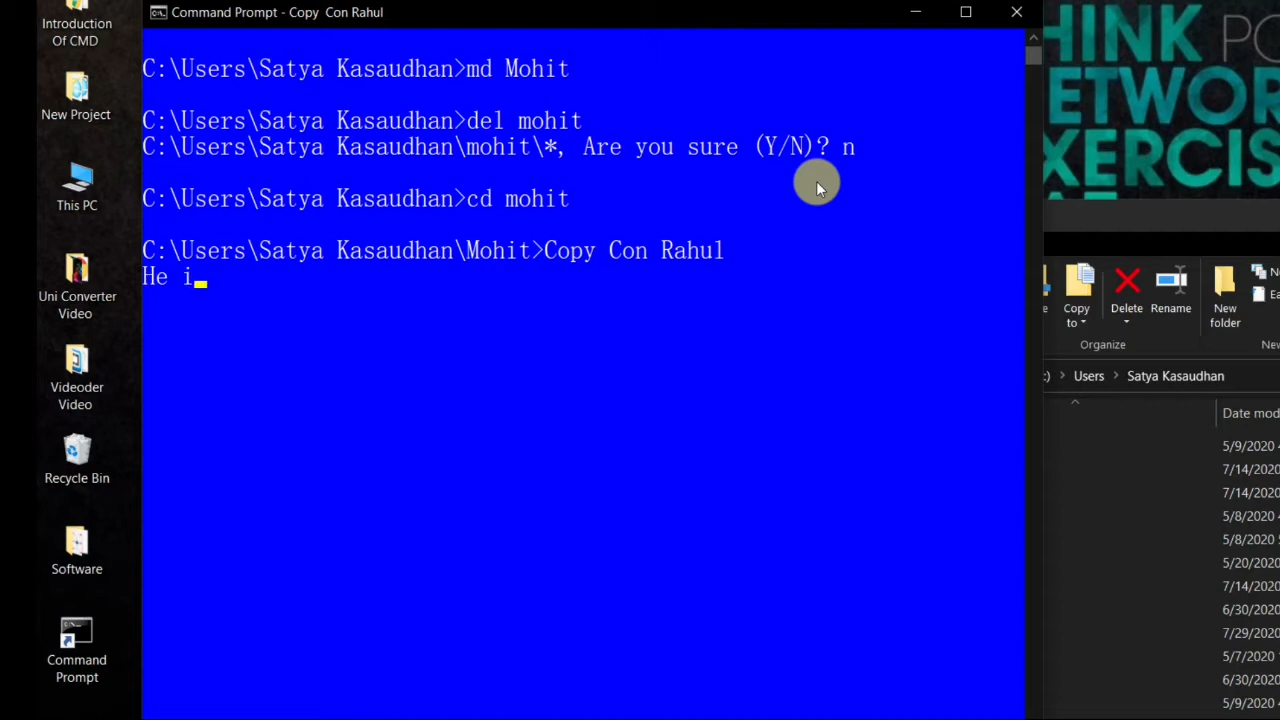 Introduction
Of CMD
New Project
This PC
Uni Converter
Video
Videoder
Video
Recycle Bin
Software
Command
Prompt
Command Prompt - Copy Con Rahul
C:\Users\Satya Kasaudhan>md Mohit
C:\Users\Satya Kasaudhan>del mohit
C:\Users\Satya Kasaudhan\mohit\*, Are you sure (Y/N)? n
C:\Users\Satya Kasaudhan>cd mohit
C:\Users\Satya Kasaudhan\Mohit>Copy Con Rahul
He i
HINK PO
ETWOR
EXERCIS
Copy
to
Delete
Rename
New
folder
Organize
:) > Users > Satya Kasaudhan
Date mod
5/9/2020
7/14/2020
7/14/2020
5/8/2020
5/8/2020
5/20/2020
7/14/2020
6/30/2020
7/29/2020
5/7/2020
6/30/2020
5/9/2020